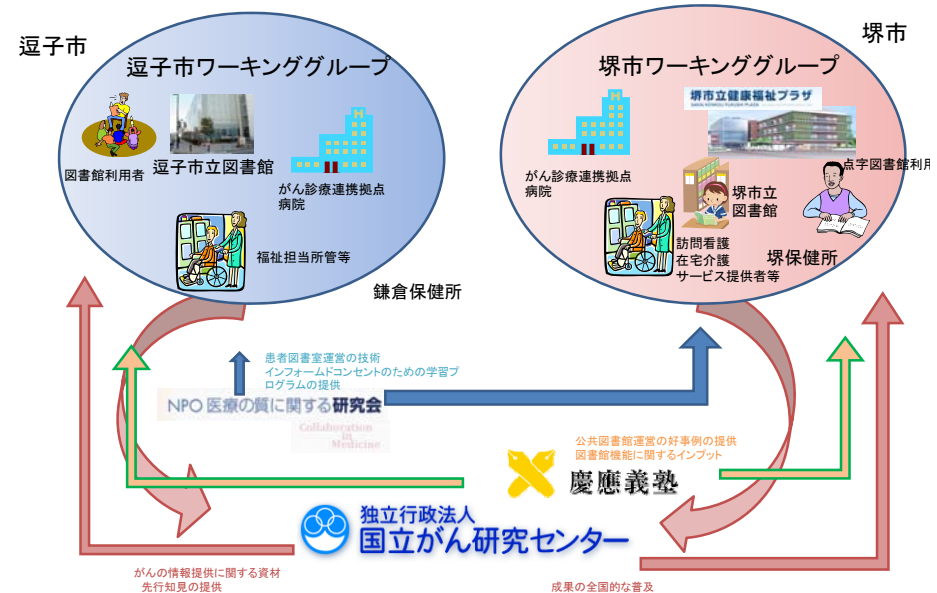 逗子市
堺市
逗子市ワーキンググループ
堺市ワーキンググループ
図書館利用者
逗子市立図書館
がん診療連携拠点
病院
福祉担当所管等
鎌倉保健所
堺市立健康福祉プラザ
がん診療連携拠点
病院
堺市立
図書館
点字図書館利用
訪問看護
在宅介護
サービス提供者等
堺保健所
患者図書室運営の技術
インフォームドコンセントのための学習プ
ログラムの提供
NPO 医療の質に関する研究会
Collaboration
in
Medicine
公共図書館運営の好事例の提供
図書館機能に関するインプット
慶應義塾
独立行政法人
国立がん研究センター
がんの情報提供に関する資材
先行知見の提供
成果の全国的な普及